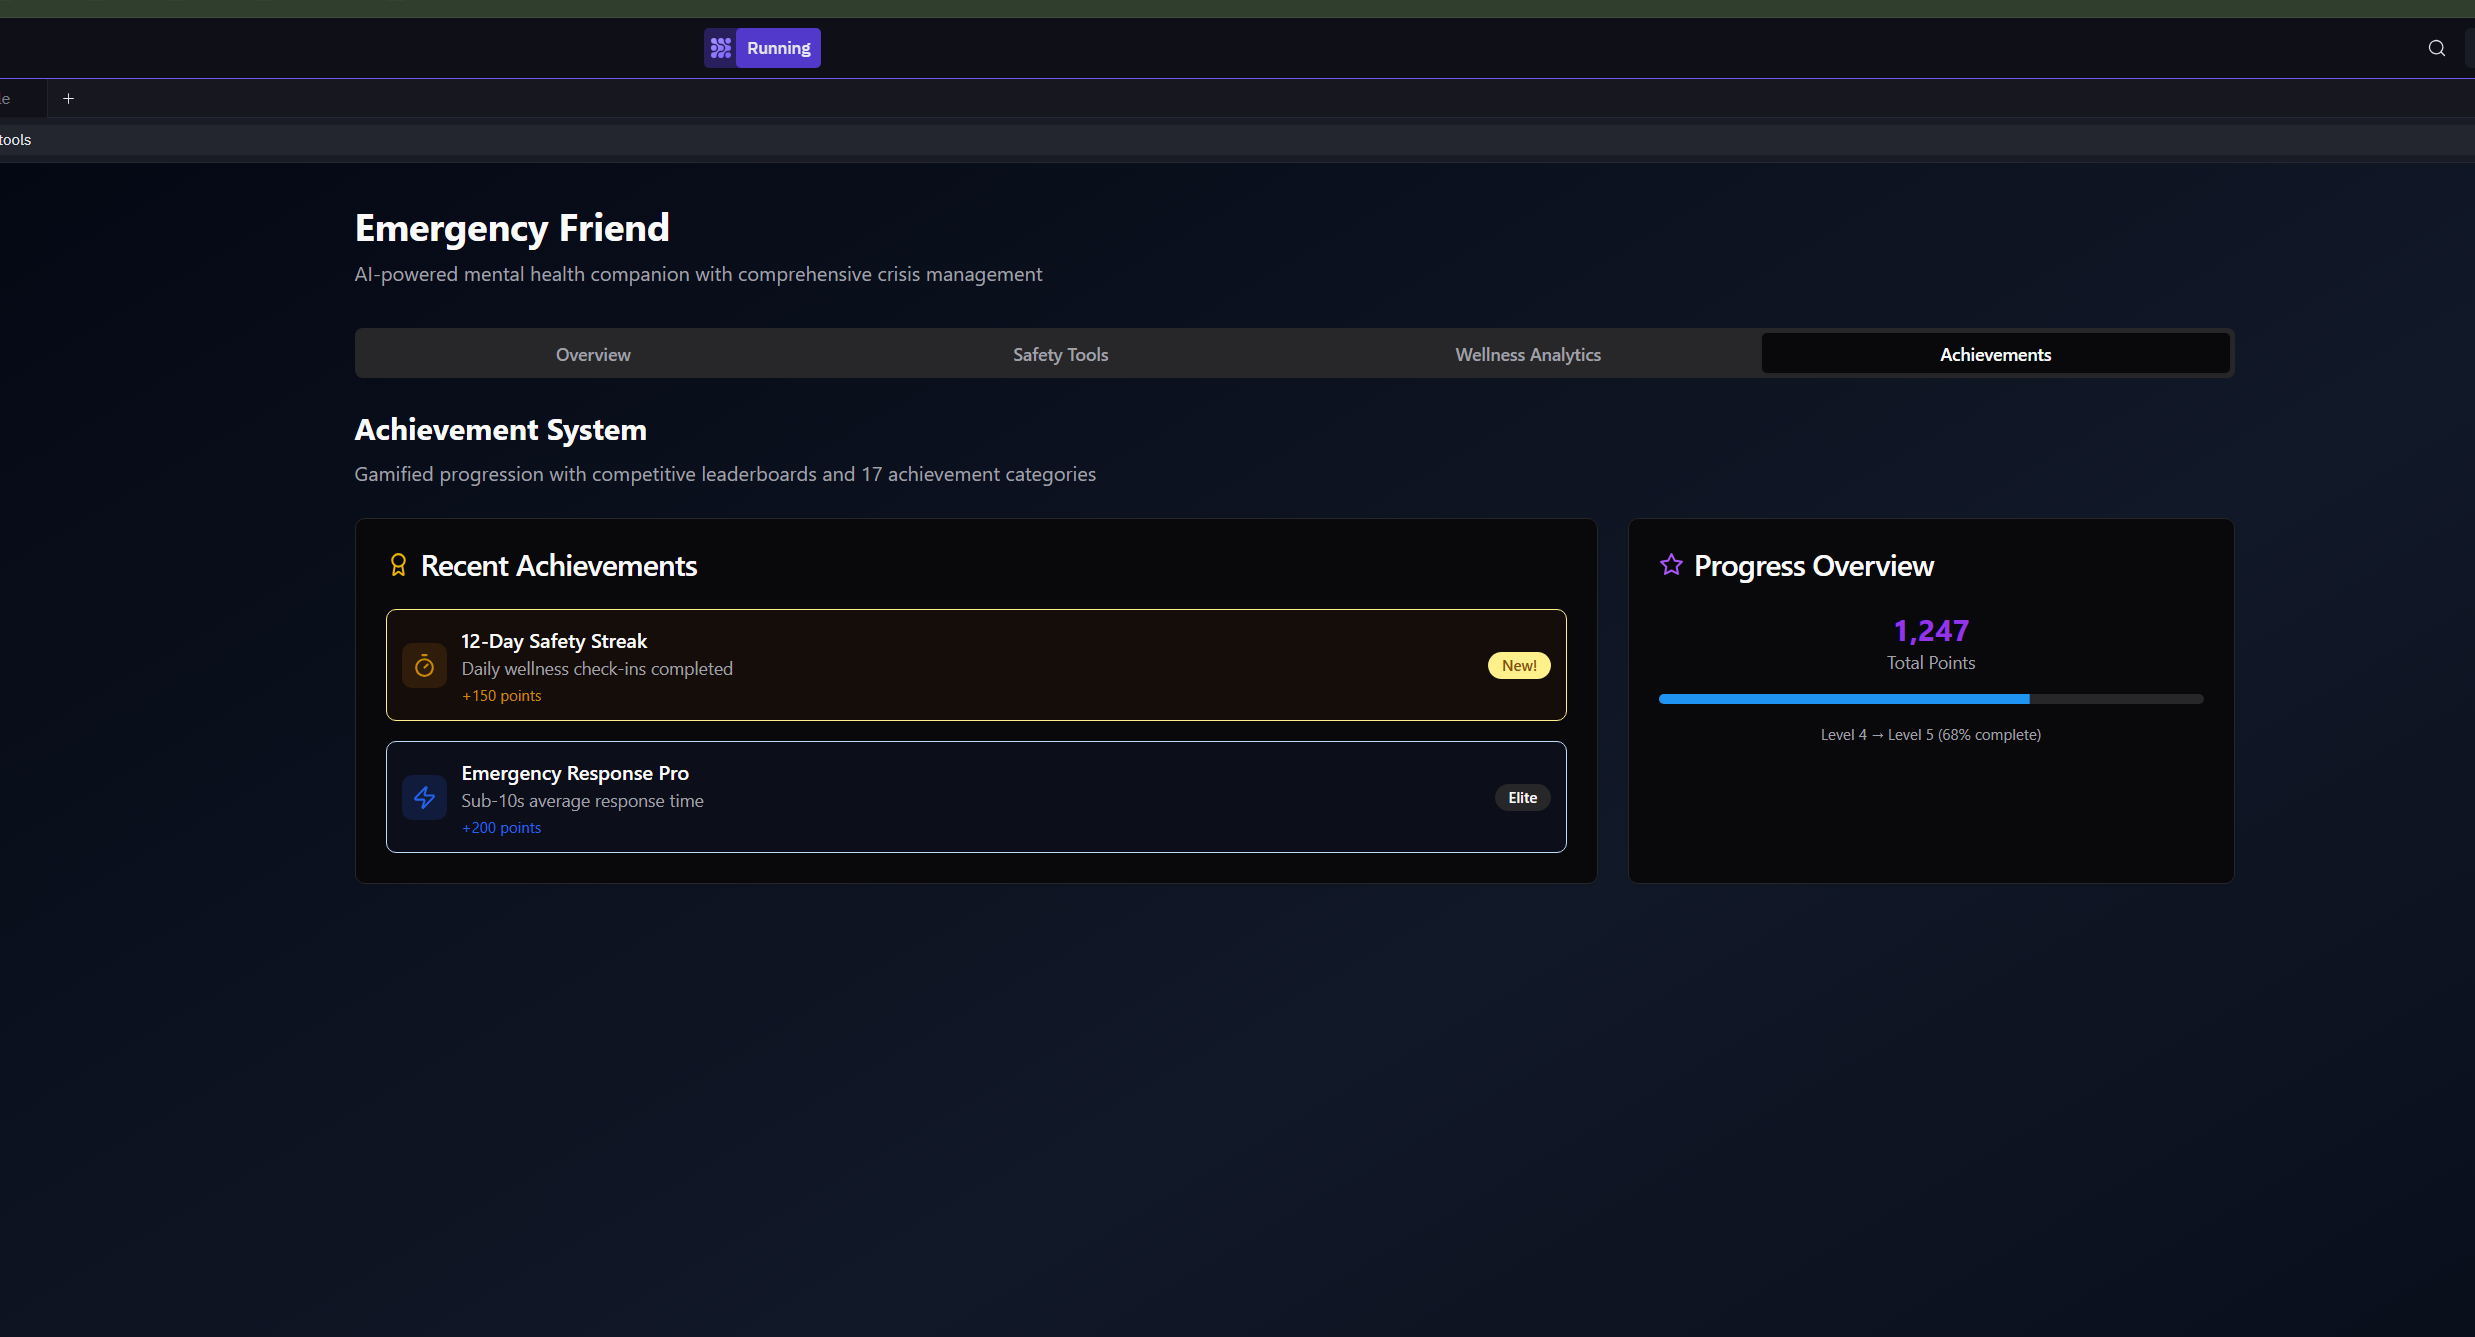 Running
e
+
tools
Emergency Friend
AI-powered mental health companion with comprehensive crisis management
Overview
Safety Tools
Wellness Analytics
Achievements
Achievement System
Gamified progression with competitive leaderboards and 17 achievement categories
Recent Achievements
12-Day Safety Streak
Daily wellness check-ins completed
+150 points
New!
Emergency Response Pro
Sub-10s average response time
+200 points
Elite
Progress Overview
1,247
Total Points
Level 4 → Level 5 (68% complete)